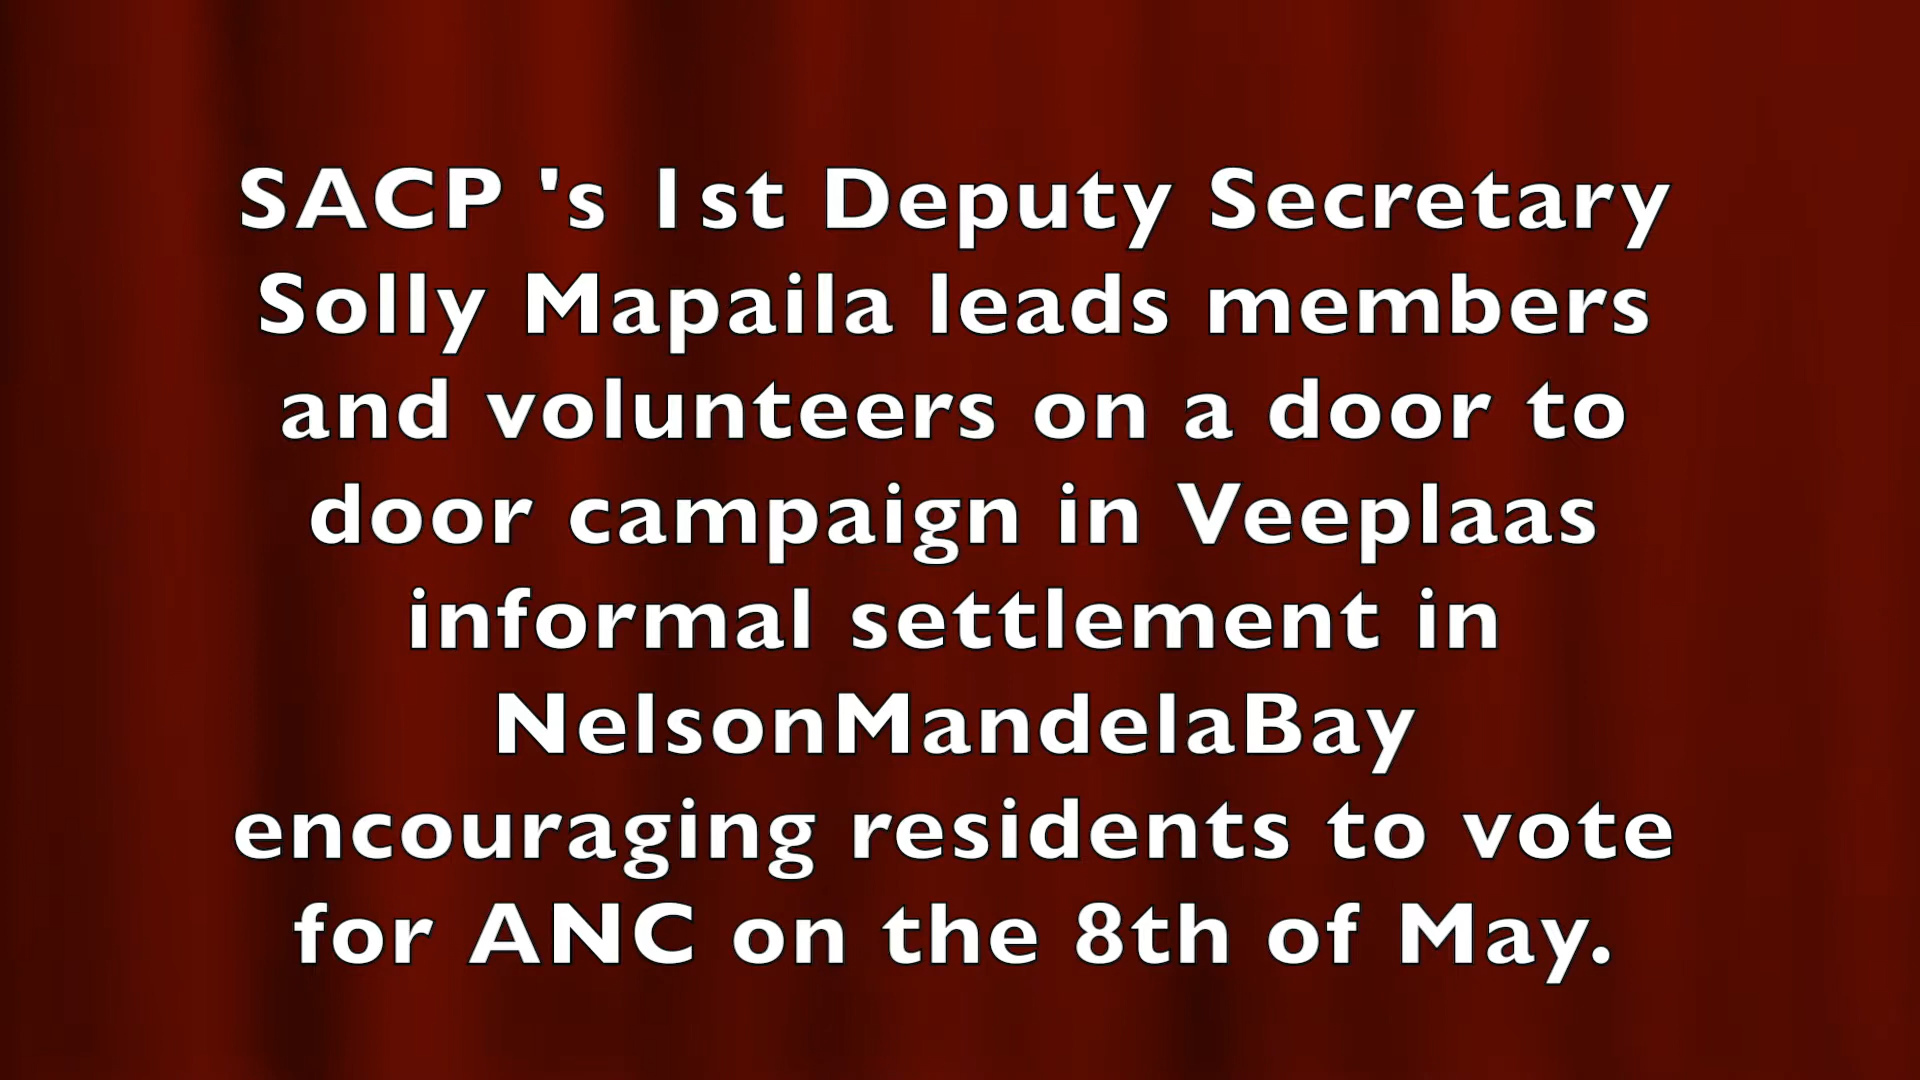 SACP 's 1st Deputy Secretary
Solly Mapaila leads members
and volunteers on a door to
door campaign in Veeplaas
informal settlement in
NelsonMandelaBay
encouraging residents to vote
for ANC on the 8th of May.